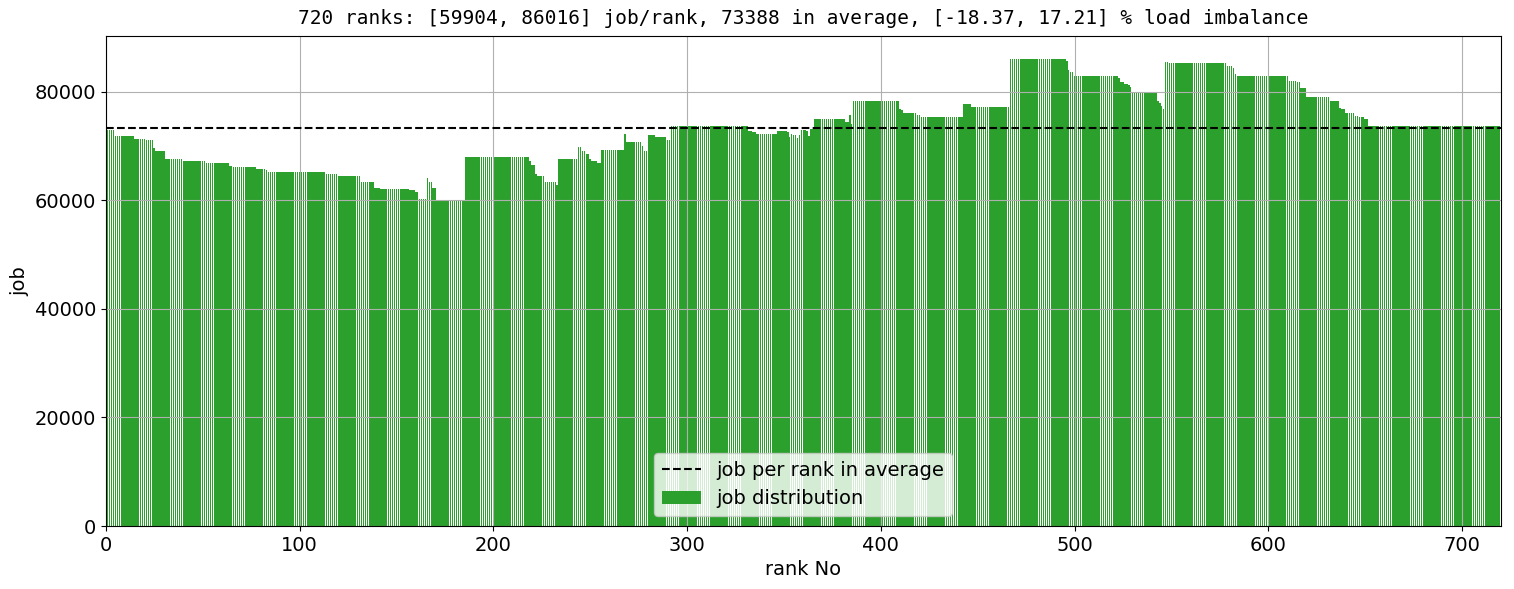 720 ranks: [59904, 86016] job/rank, 73388 in average, [-18.37, 17.21] % load imbalance
80000
60000
40000
20000
0
job
job per rank in average
job distribution
0 100 200 300 400 500 600 700
rank No